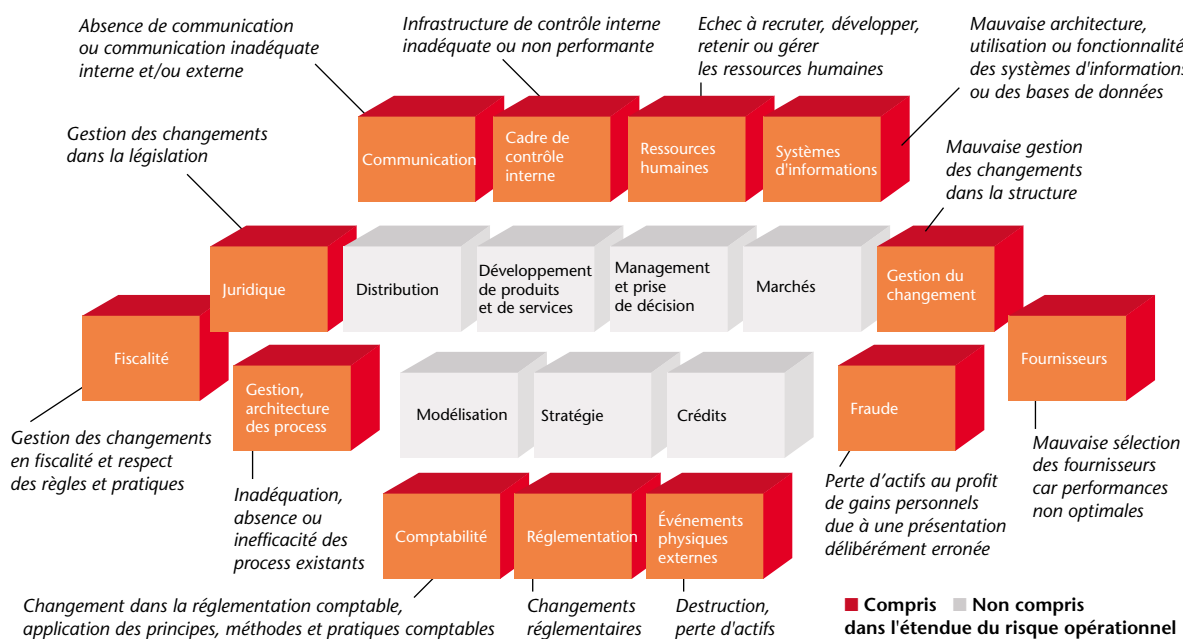 Absence de communication
ou communication inadéquate
interne et/ou externe
Infrastructure de contrôle interne
inadéquate ou non performante
Echec à recruter, développer,
retenir ou gérer
les ressources humaines
Mauvaise architecture,
utilisation ou fonctionnalité
des systèmes d'informations
ou des bases de données
Gestion des changements
dans la législation
Communication
Cadre de
contrôle
interne
Ressources
humaines
Systèmes
d'informations
Mauvaise gestion
des changements
dans la structure
Juridique
Distribution
Développement
de produits
et de services
Management
et prise
de décision
Marchés
Gestion du
changement
Fiscalité
Fournisseurs
Gestion,
architecture
des process
Modélisation
Stratégie
Crédits
Fraude
Gestion des changements
en fiscalité et respect
des règles et pratiques
Mauvaise sélection
des fournisseurs
car performances
non optimales
Inadéquation,
absence ou
inefficacité des
process existants
Perte d’actifs au profit
de gains personnels
due à une présentation
délibérément erronée
Comptabilité
Réglementation
Événements
physiques
externes
Changement dans la réglementation comptable,
application des principes, méthodes et pratiques comptables
Changements
réglementaires
Destruction,
perte d'actifs
Compris Non compris
dans l'étendue du risque opérationnel